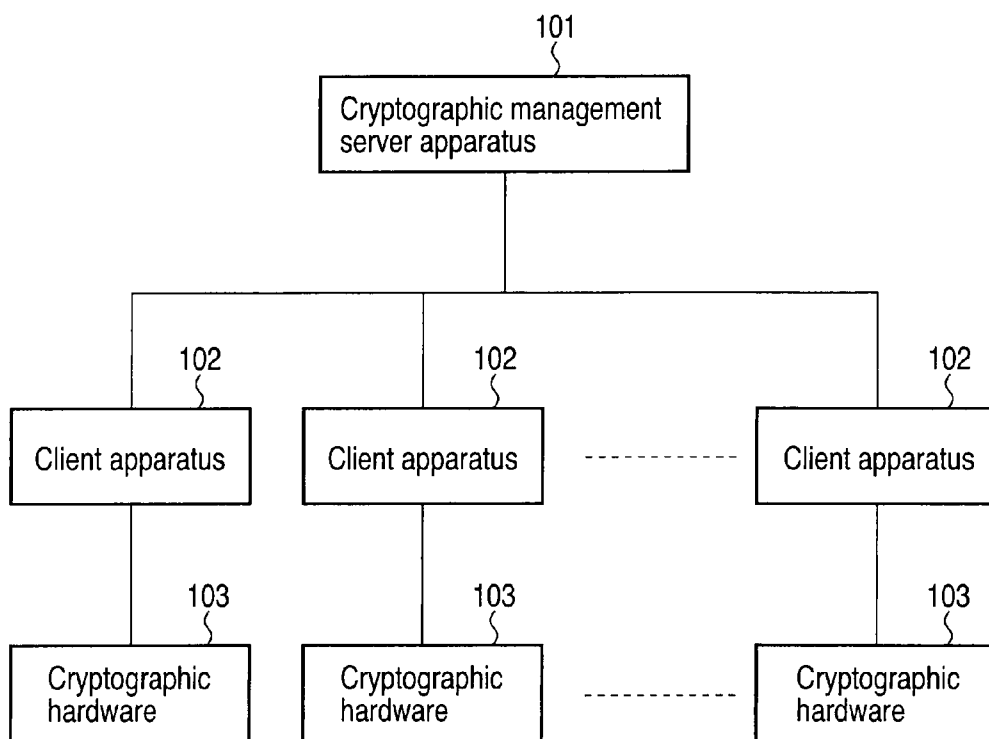 101
Cryptographic management
server apparatus
102
102
102
Client apparatus
Client apparatus
Client apparatus
103
103
103
Cryptographic
hardware
Cryptographic
hardware
Cryptographic
hardware